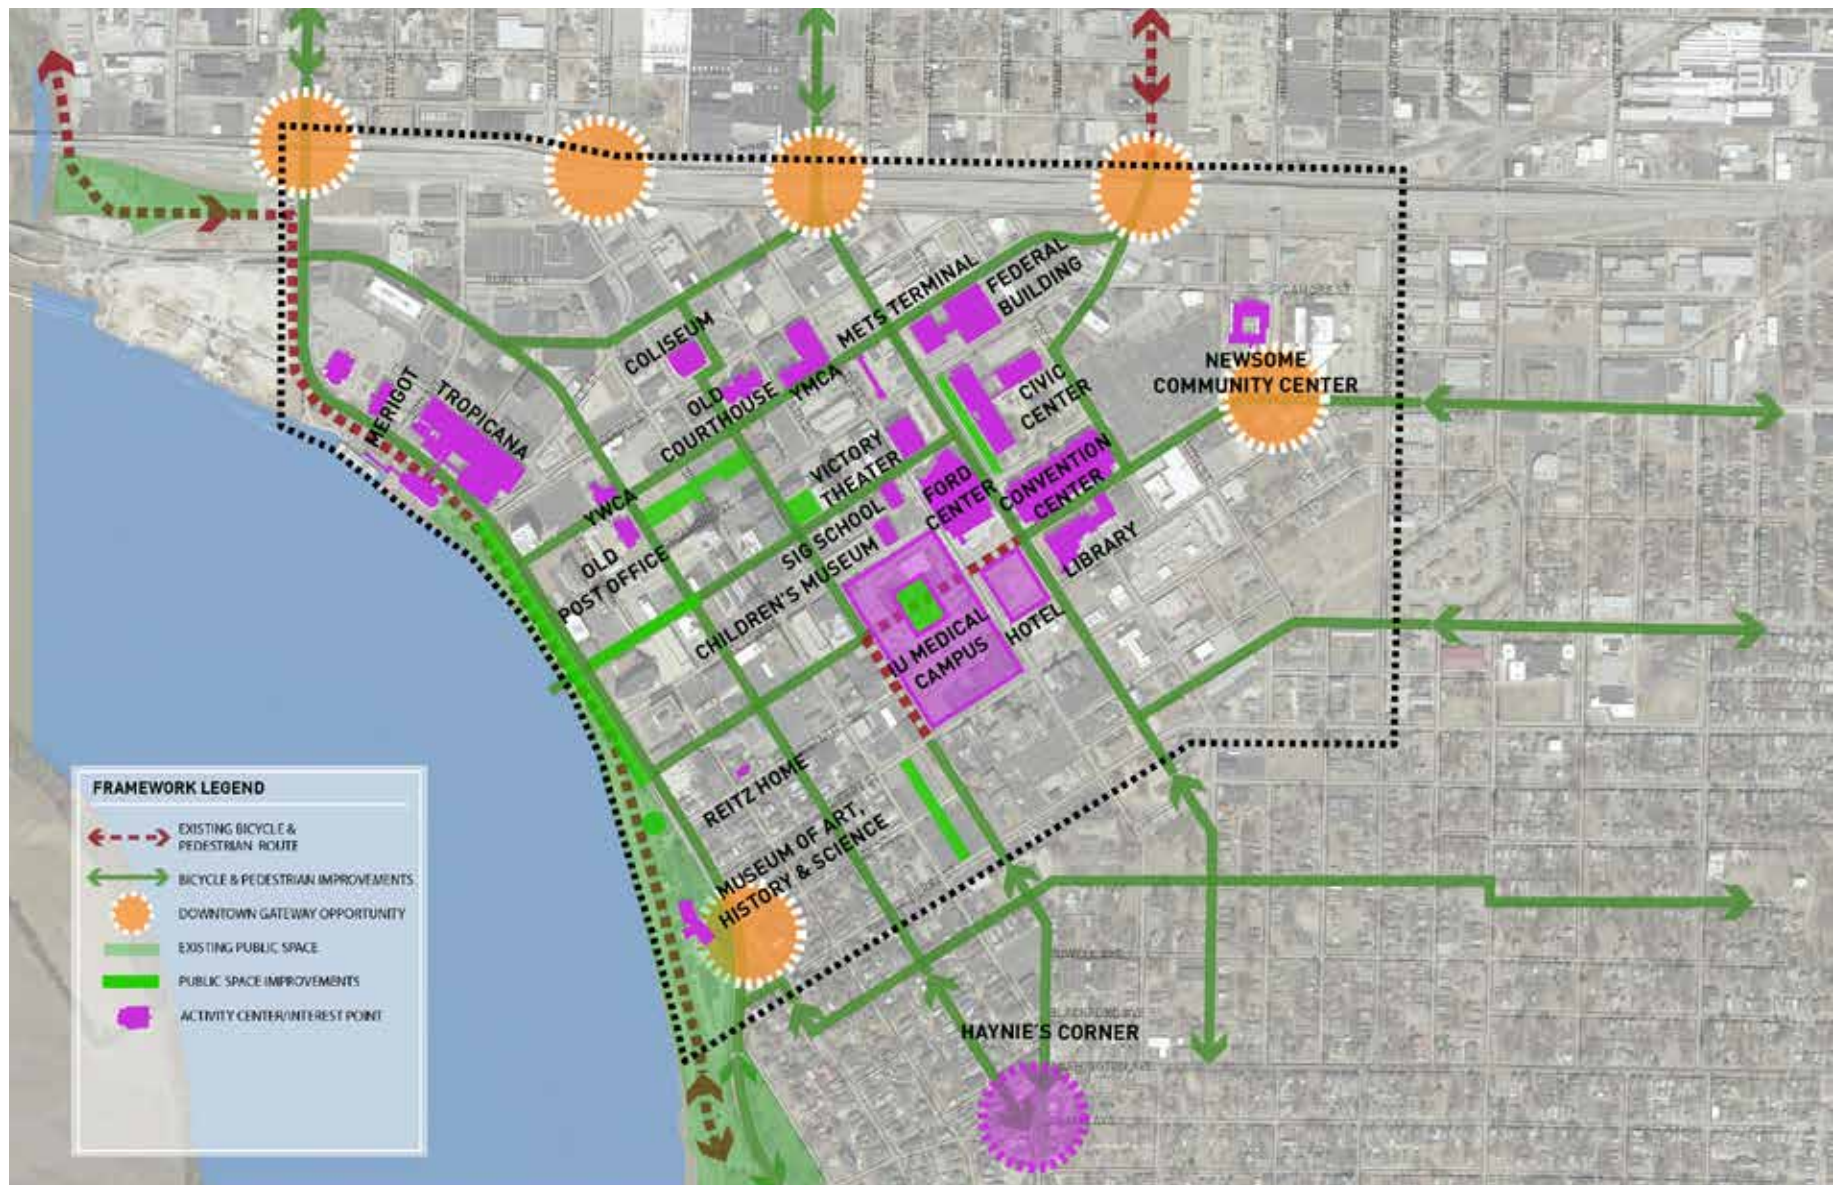 METS TERMINAL
FEDERAL
BUILDING
COLISEUM
NEWSOME
COMMUNITY CENTER
MERIGOT
TROPICANA
OLD
COURTHOUSE
YMCA
CIVIC
CENTER
VICTORY
THEATER
FORD
CENTER
CONVENTION
CENTER
YWCA
OLD
POST OFFICE
SIG SCHOOL
CHILDREN'S MUSEUM
LIBRARY
IU MEDICAL
CAMPUS
HOTEL
REITZ HOME
MUSEUM OF ART,
HISTORY & SCIENCE
HAYNIE'S CORNER
FRAMEWORK LEGEND
EXISTING BICYCLE &
PEDESTRIAN ROUTE
BICYCLE & PEDESTRIAN IMPROVEMENTS
DOWNTOWN GATEWAY OPPORTUNITY
EXISTING PUBLIC SPACE
PUBLIC SPACE IMPROVEMENTS
ACTIVITY CENTER/INTEREST POINT